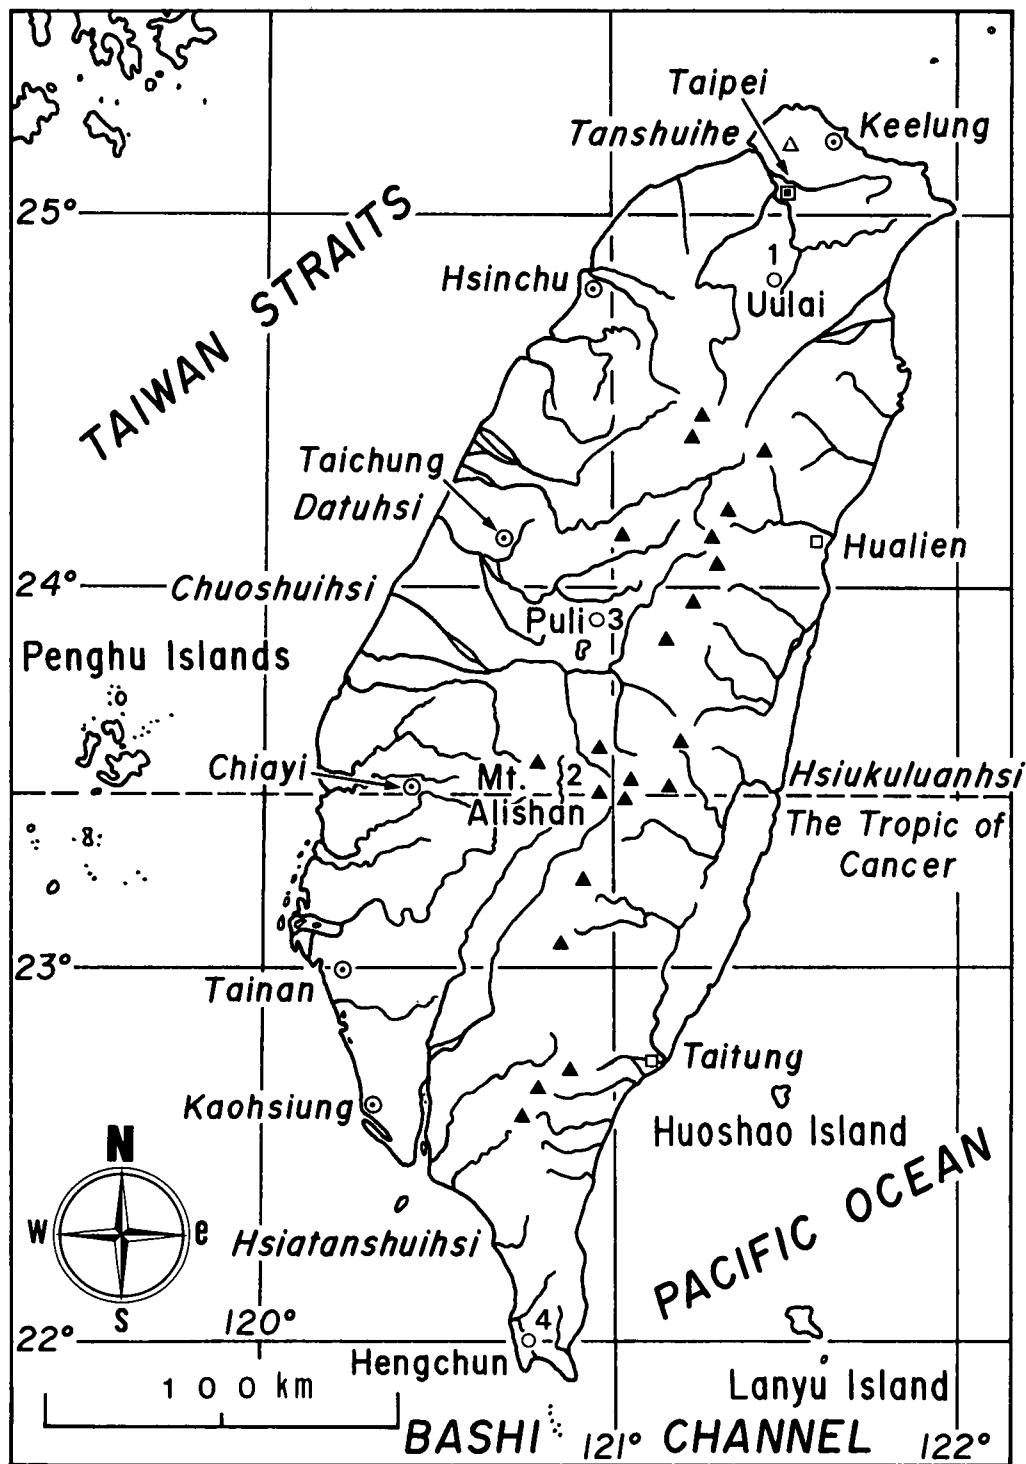 Taipei
Tanshuihe
Keelung
25°
TAIWAN STRAITS
1
Hsinchu
Uulai
Taichung
Datuhsi
Hualien
24°
Chuoshuihsi
Puli 3
Penghu Islands
Chiayi
Mt. 2
Alishan
Hsiukuluanhsi
The Tropic of
Cancer
23°
Tainan
Taitung
Kaohsiung
Huoshao Island
N
W
e
s
PACIFIC OCEAN
Hsiatanshuihsi
120°
22°
4
Hengchun
100 km
Lanyu Island
BASHI CHANNEL
121°
122°